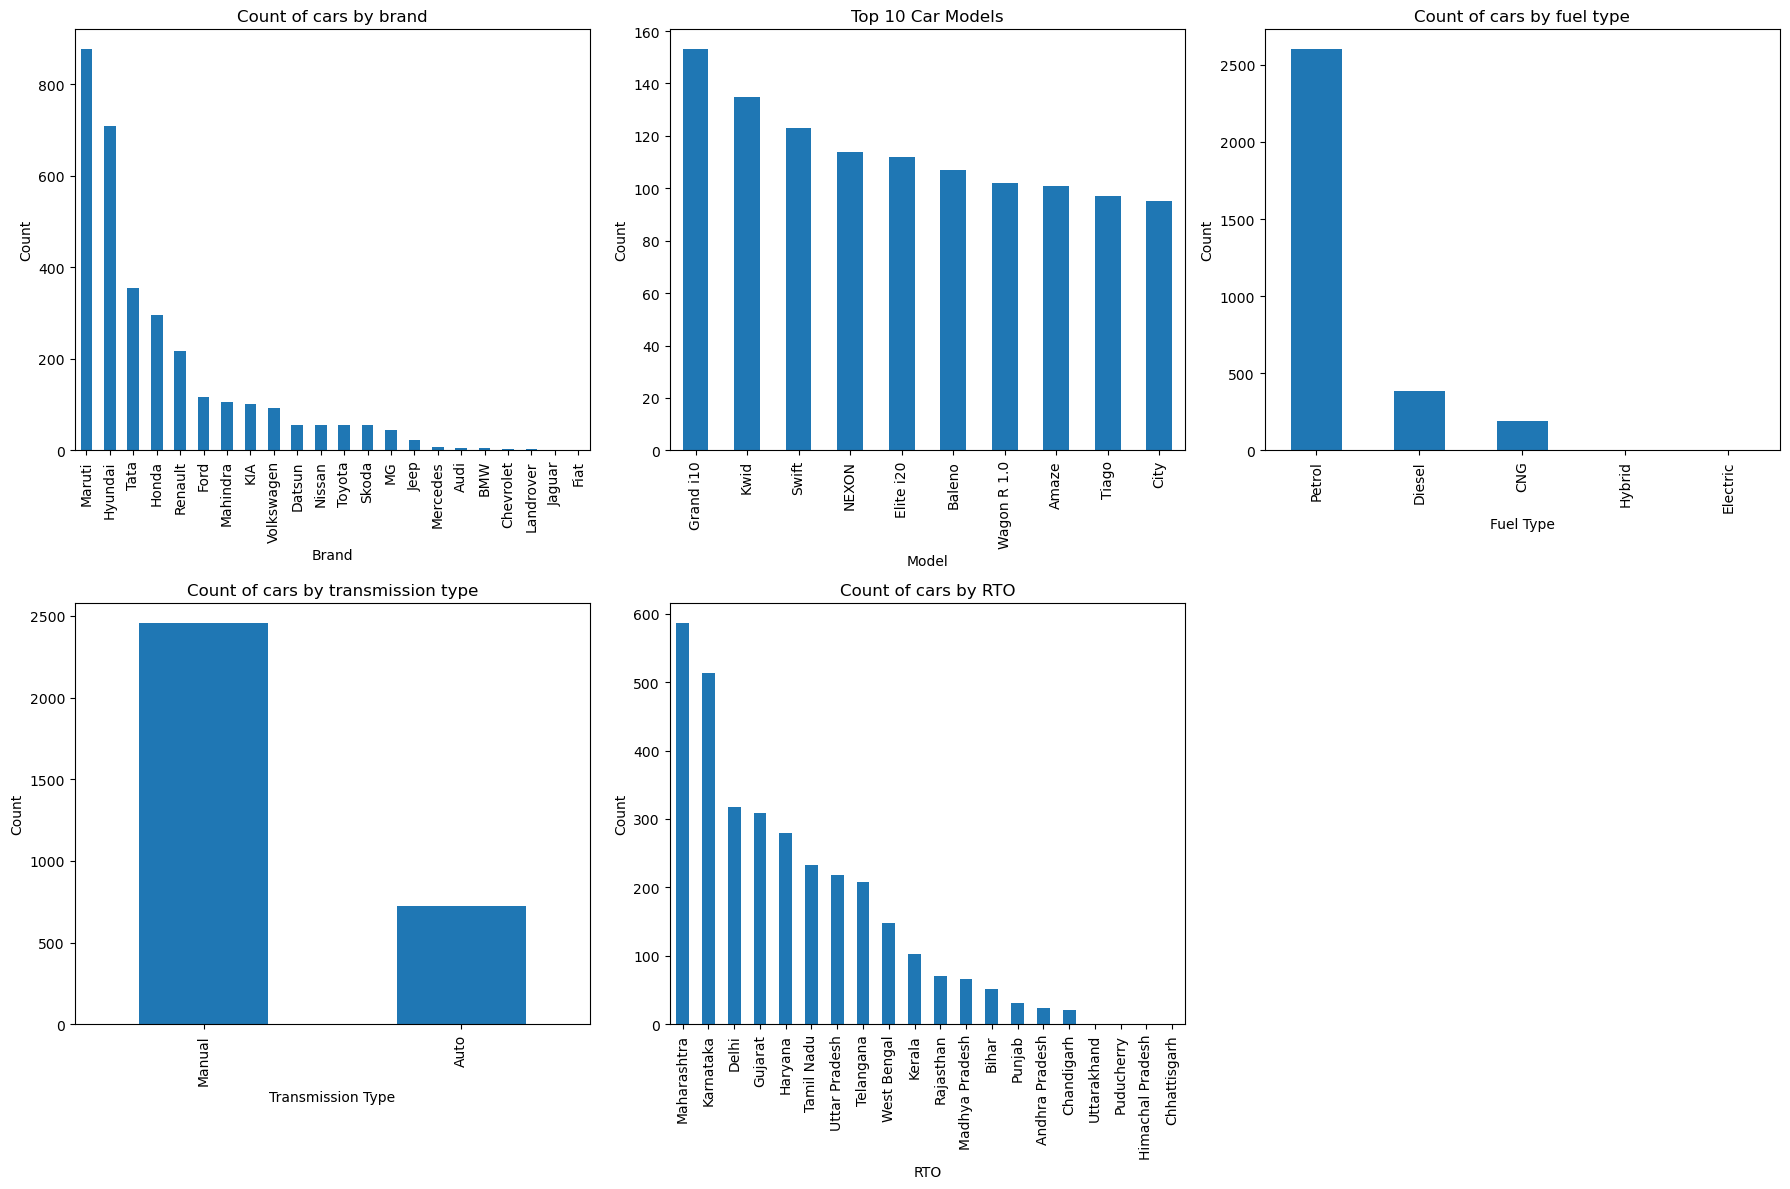 Count of cars by brand
800
600
400
200
0
Count
Maruti
Hyundai
Tata
Honda
Renault
Ford
Mahindra
KIA
Volkswagen
Datsun
Nissan
Toyota
Skoda
MG
Jeep
Mercedes
Audi
BMW
Chevrolet
Landrover
Jaguar
Fiat
Brand
Top 10 Car Models
160
140
120
100
80
60
40
20
0
Count
Grand i10
Kwid
Swift
NEXON
Elite i20
Baleno
Wagon R 1.0
Amaze
Tiago
City
Model
Count of cars by fuel type
2500
2000
1500
1000
500
0
Count
Petrol
Diesel
CNG
Hybrid
Electric
Fuel Type
Count of cars by transmission type
2500
2000
1500
1000
500
0
Count
Manual
Auto
Transmission Type
Count of cars by RTO
600
500
400
300
200
100
0
Count
Maharashtra
Karnataka
Delhi
Gujarat
Haryana
Tamil Nadu
Uttar Pradesh
Telangana
West Bengal
Kerala
Rajasthan
Madhya Pradesh
Bihar
Punjab
Andhra Pradesh
Chandigarh
Uttarakhand
Puducherry
Himachal Pradesh
Chhattisgarh
RTO